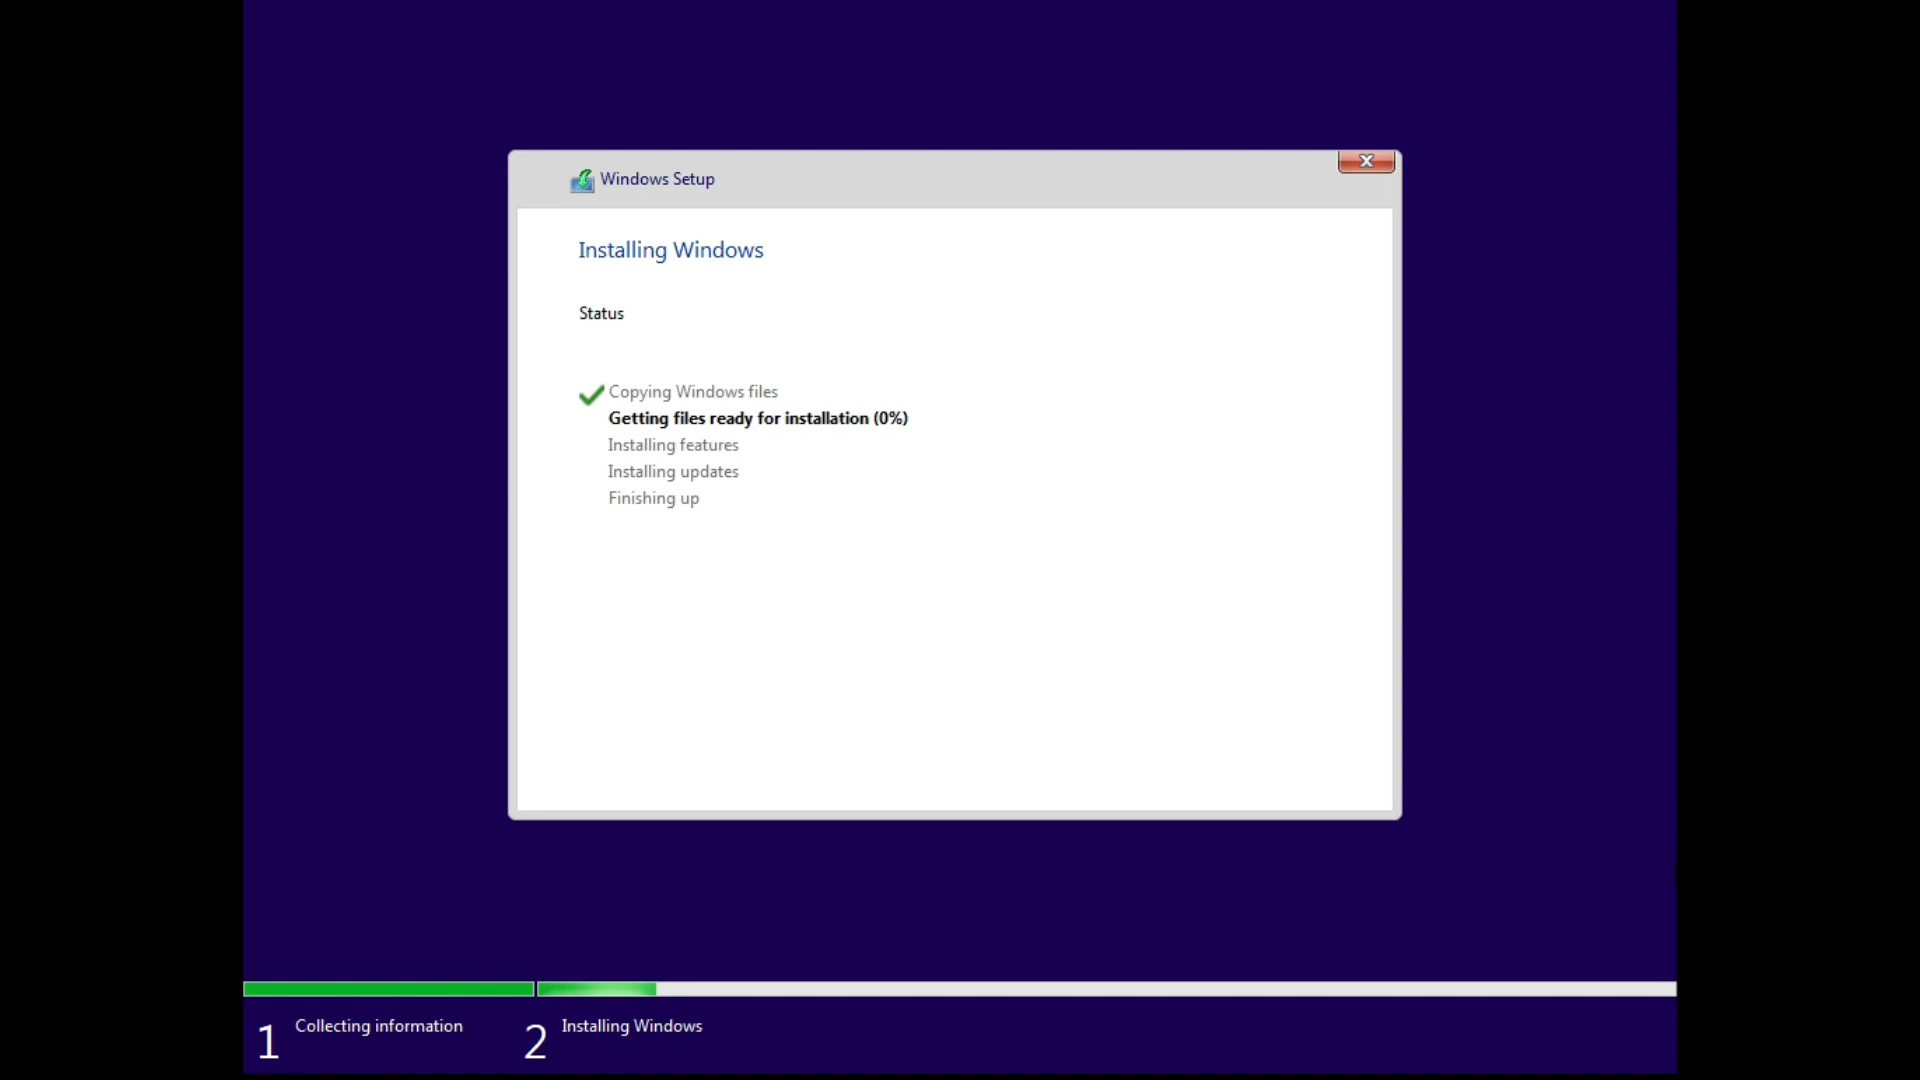 Windows Setup
Installing Windows
Status
Copying Windows files
Getting files ready for installation (0%)
Installing features
Installing updates
Finishing up
1 Collecting information
2 Installing Windows